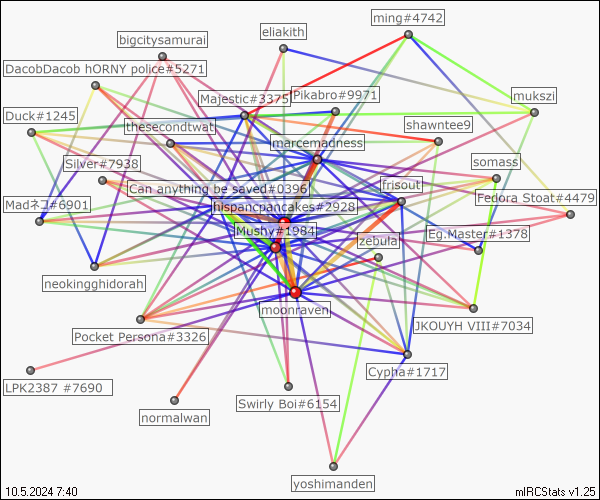 ming#4742
eliakith
bigcitysamurai
DacobDacob hORNY police#5271
Majestic#3375
Pikabro#9971
mukszi
Duck#1245
thesecondtwat
shawntee9
marcemadness
Silver#7938
somass
Can anything be saved#0396
frisout
Fedora Stoat#4479
Madネコ#6901
hispancpancakes#2928
Mushy#1984
Eg.Master#1378
zebula
neokingghidorah
moonraven
JKOUYH VIII#7034
Pocket Persona#3326
Cypha#1717
LPK2387 #7690
Swirly Boi#6154
normalwan
yoshimanden
10.5.2024 7:40
mIRCStats v1.25